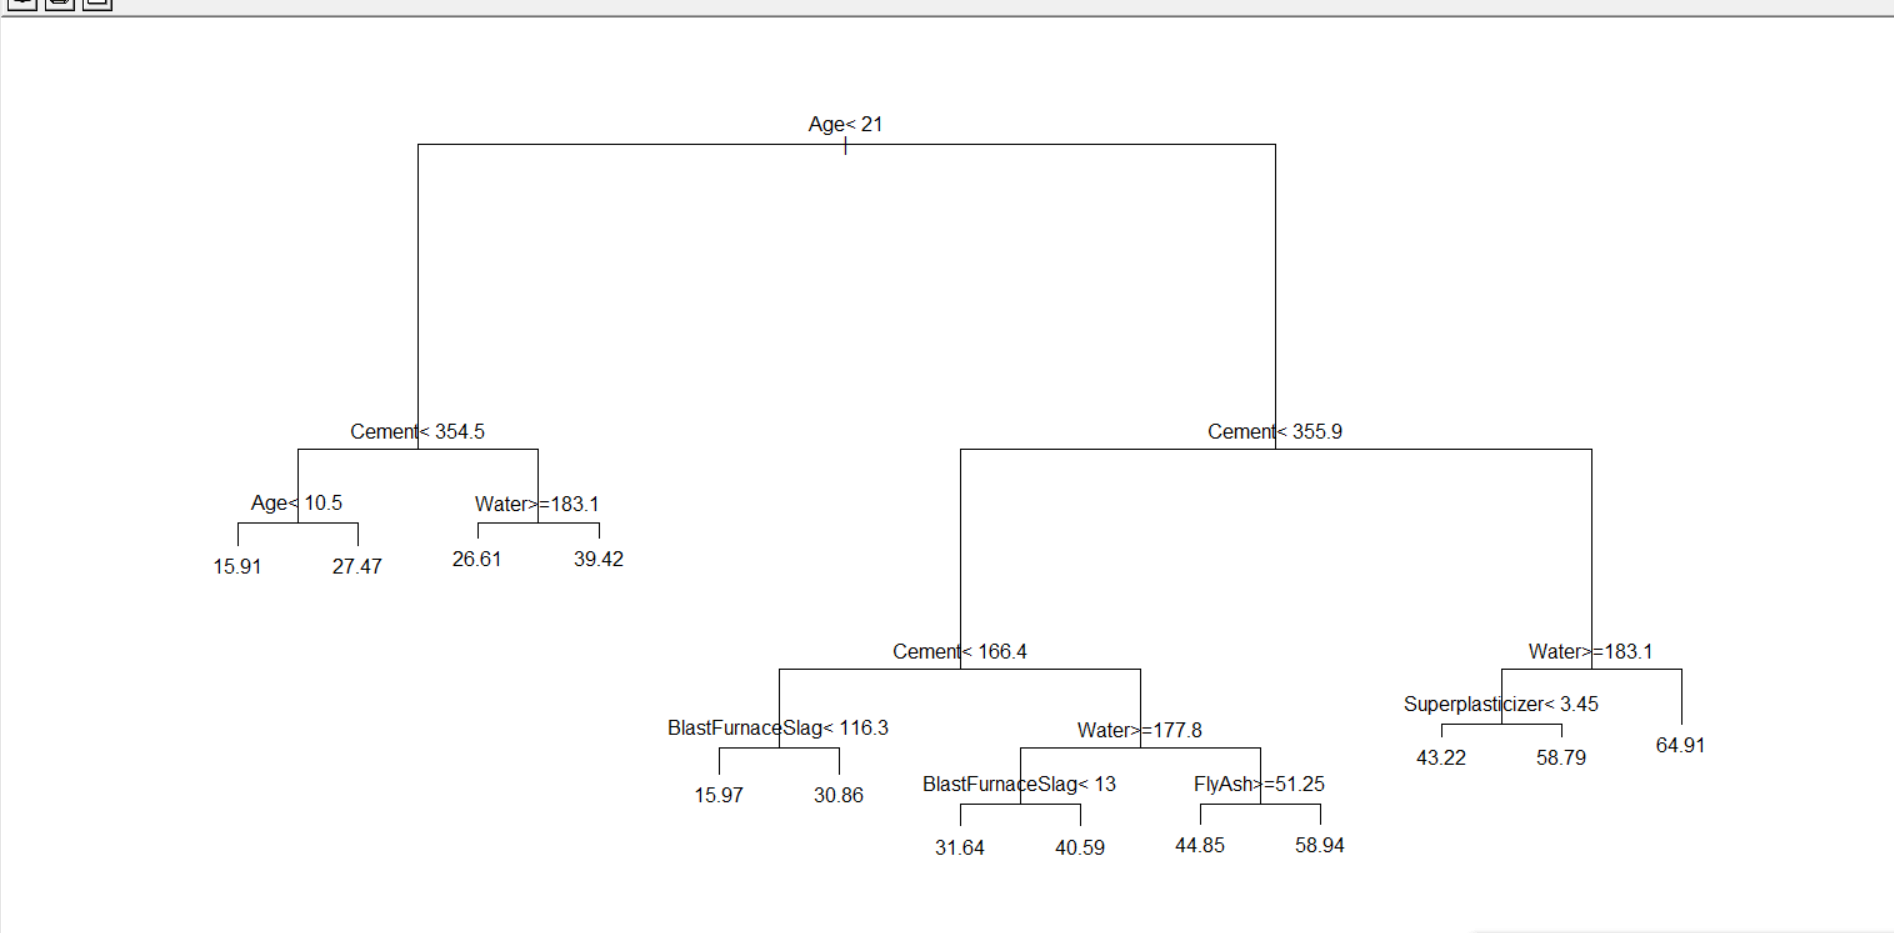 Age< 21
Cement< 354.5
Cement< 355.9
Age< 10.5
Water>=183.1
15.91
27.47
26.61
39.42
Cement< 166.4
Water>=183.1
BlastFurnaceSlag< 116.3
Water>=177.8
Superplasticizer< 3.45
15.97
30.86
BlastFurnaceSlag< 13
FlyAsh>=51.25
43.22
58.79
64.91
31.64
40.59
44.85
58.94